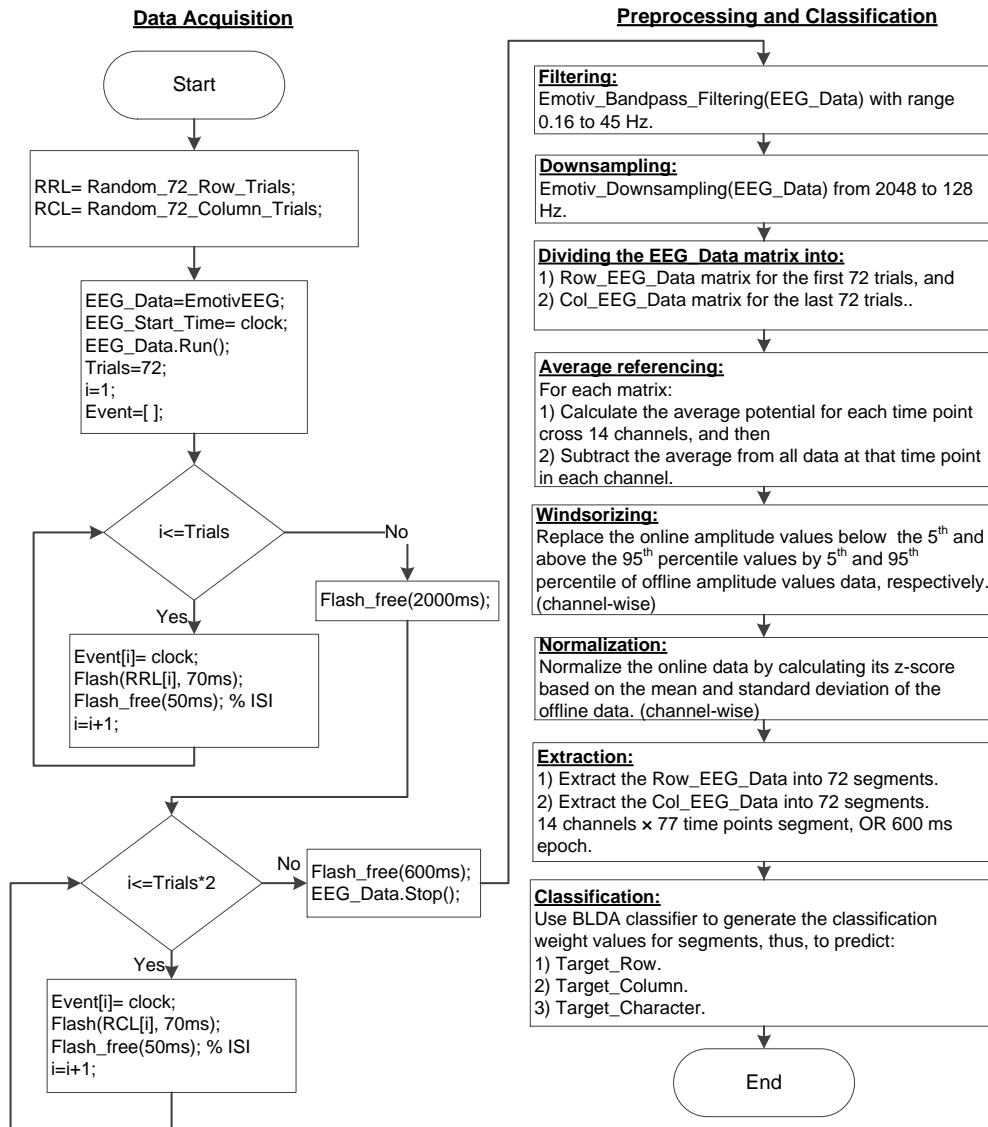 Data Acquisition
Start
RRL= Random_72_Row_Trials;
RCL= Random_72_Column_Trials;
EEG_Data=EmotivEEG;
EEG_Start_Time= clock;
EEG_Data.Run();
Trials=72;
i=1;
Event=[ ];
i<=Trials
No
Flash_free(2000ms);
Yes
Event[i]= clock;
Flash(RRL[i], 70ms);
Flash_free(50ms); % ISI
i=i+1;
i<=Trials*2
No
Flash_free(600ms);
EEG_Data.Stop();
Yes
Event[i]= clock;
Flash(RCL[i], 70ms);
Flash_free(50ms); % ISI
i=i+1;
Preprocessing and Classification
Filtering:
Emotiv_Bandpass_Filtering(EEG_Data) with range
0.16 to 45 Hz.
Downsampling:
Emotiv_Downsampling(EEG_Data) from 2048 to 128
Hz.
Dividing the EEG_Data matrix into:
1) Row_EEG_Data matrix for the first 72 trials, and
2) Col_EEG_Data matrix for the last 72 trials..
Average referencing:
For each matrix:
1) Calculate the average potential for each time point
cross 14 channels, and then
2) Subtract the average from all data at that time point
in each channel.
Windsorizing:
Replace the online amplitude values below the 5th and
above the 95th percentile values by 5th and 95th
percentile of offline amplitude values data, respectively.
(channel-wise)
Normalization:
Normalize the online data by calculating its z-score
based on the mean and standard deviation of the
offline data. (channel-wise)
Extraction:
1) Extract the Row_EEG_Data into 72 segments.
2) Extract the Col_EEG_Data into 72 segments.
14 channels × 77 time points segment, OR 600 ms
epoch.
Classification:
Use BLDA classifier to generate the classification
weight values for segments, thus, to predict:
1) Target_Row.
2) Target_Column.
3) Target_Character.
End